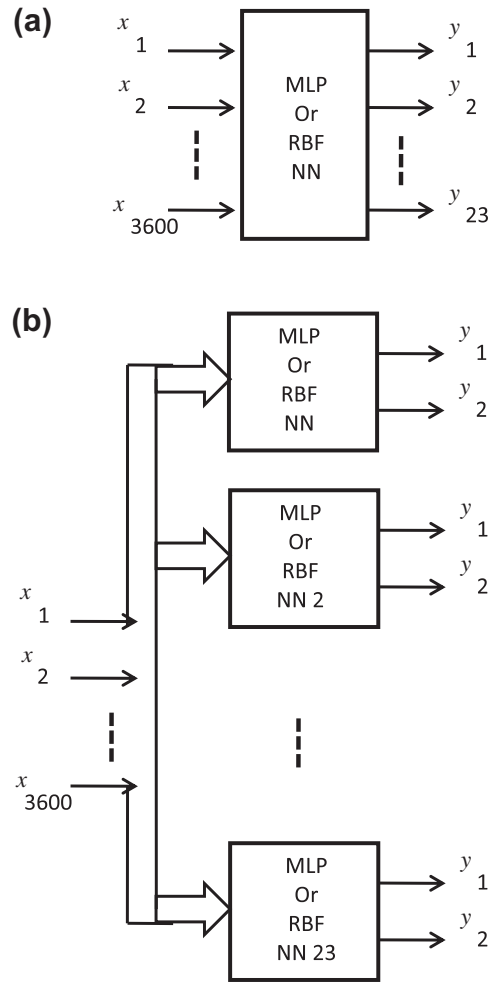 (a)
x 1
x 2
x 3600
MLP
Or
RBF
NN
y 1
y 2
y 23
(b)
x 1
x 2
x 3600
MLP
Or
RBF
NN
y 1
y 2
MLP
Or
RBF
NN 2
y 1
y 2
MLP
Or
RBF
NN 23
y 1
y 2